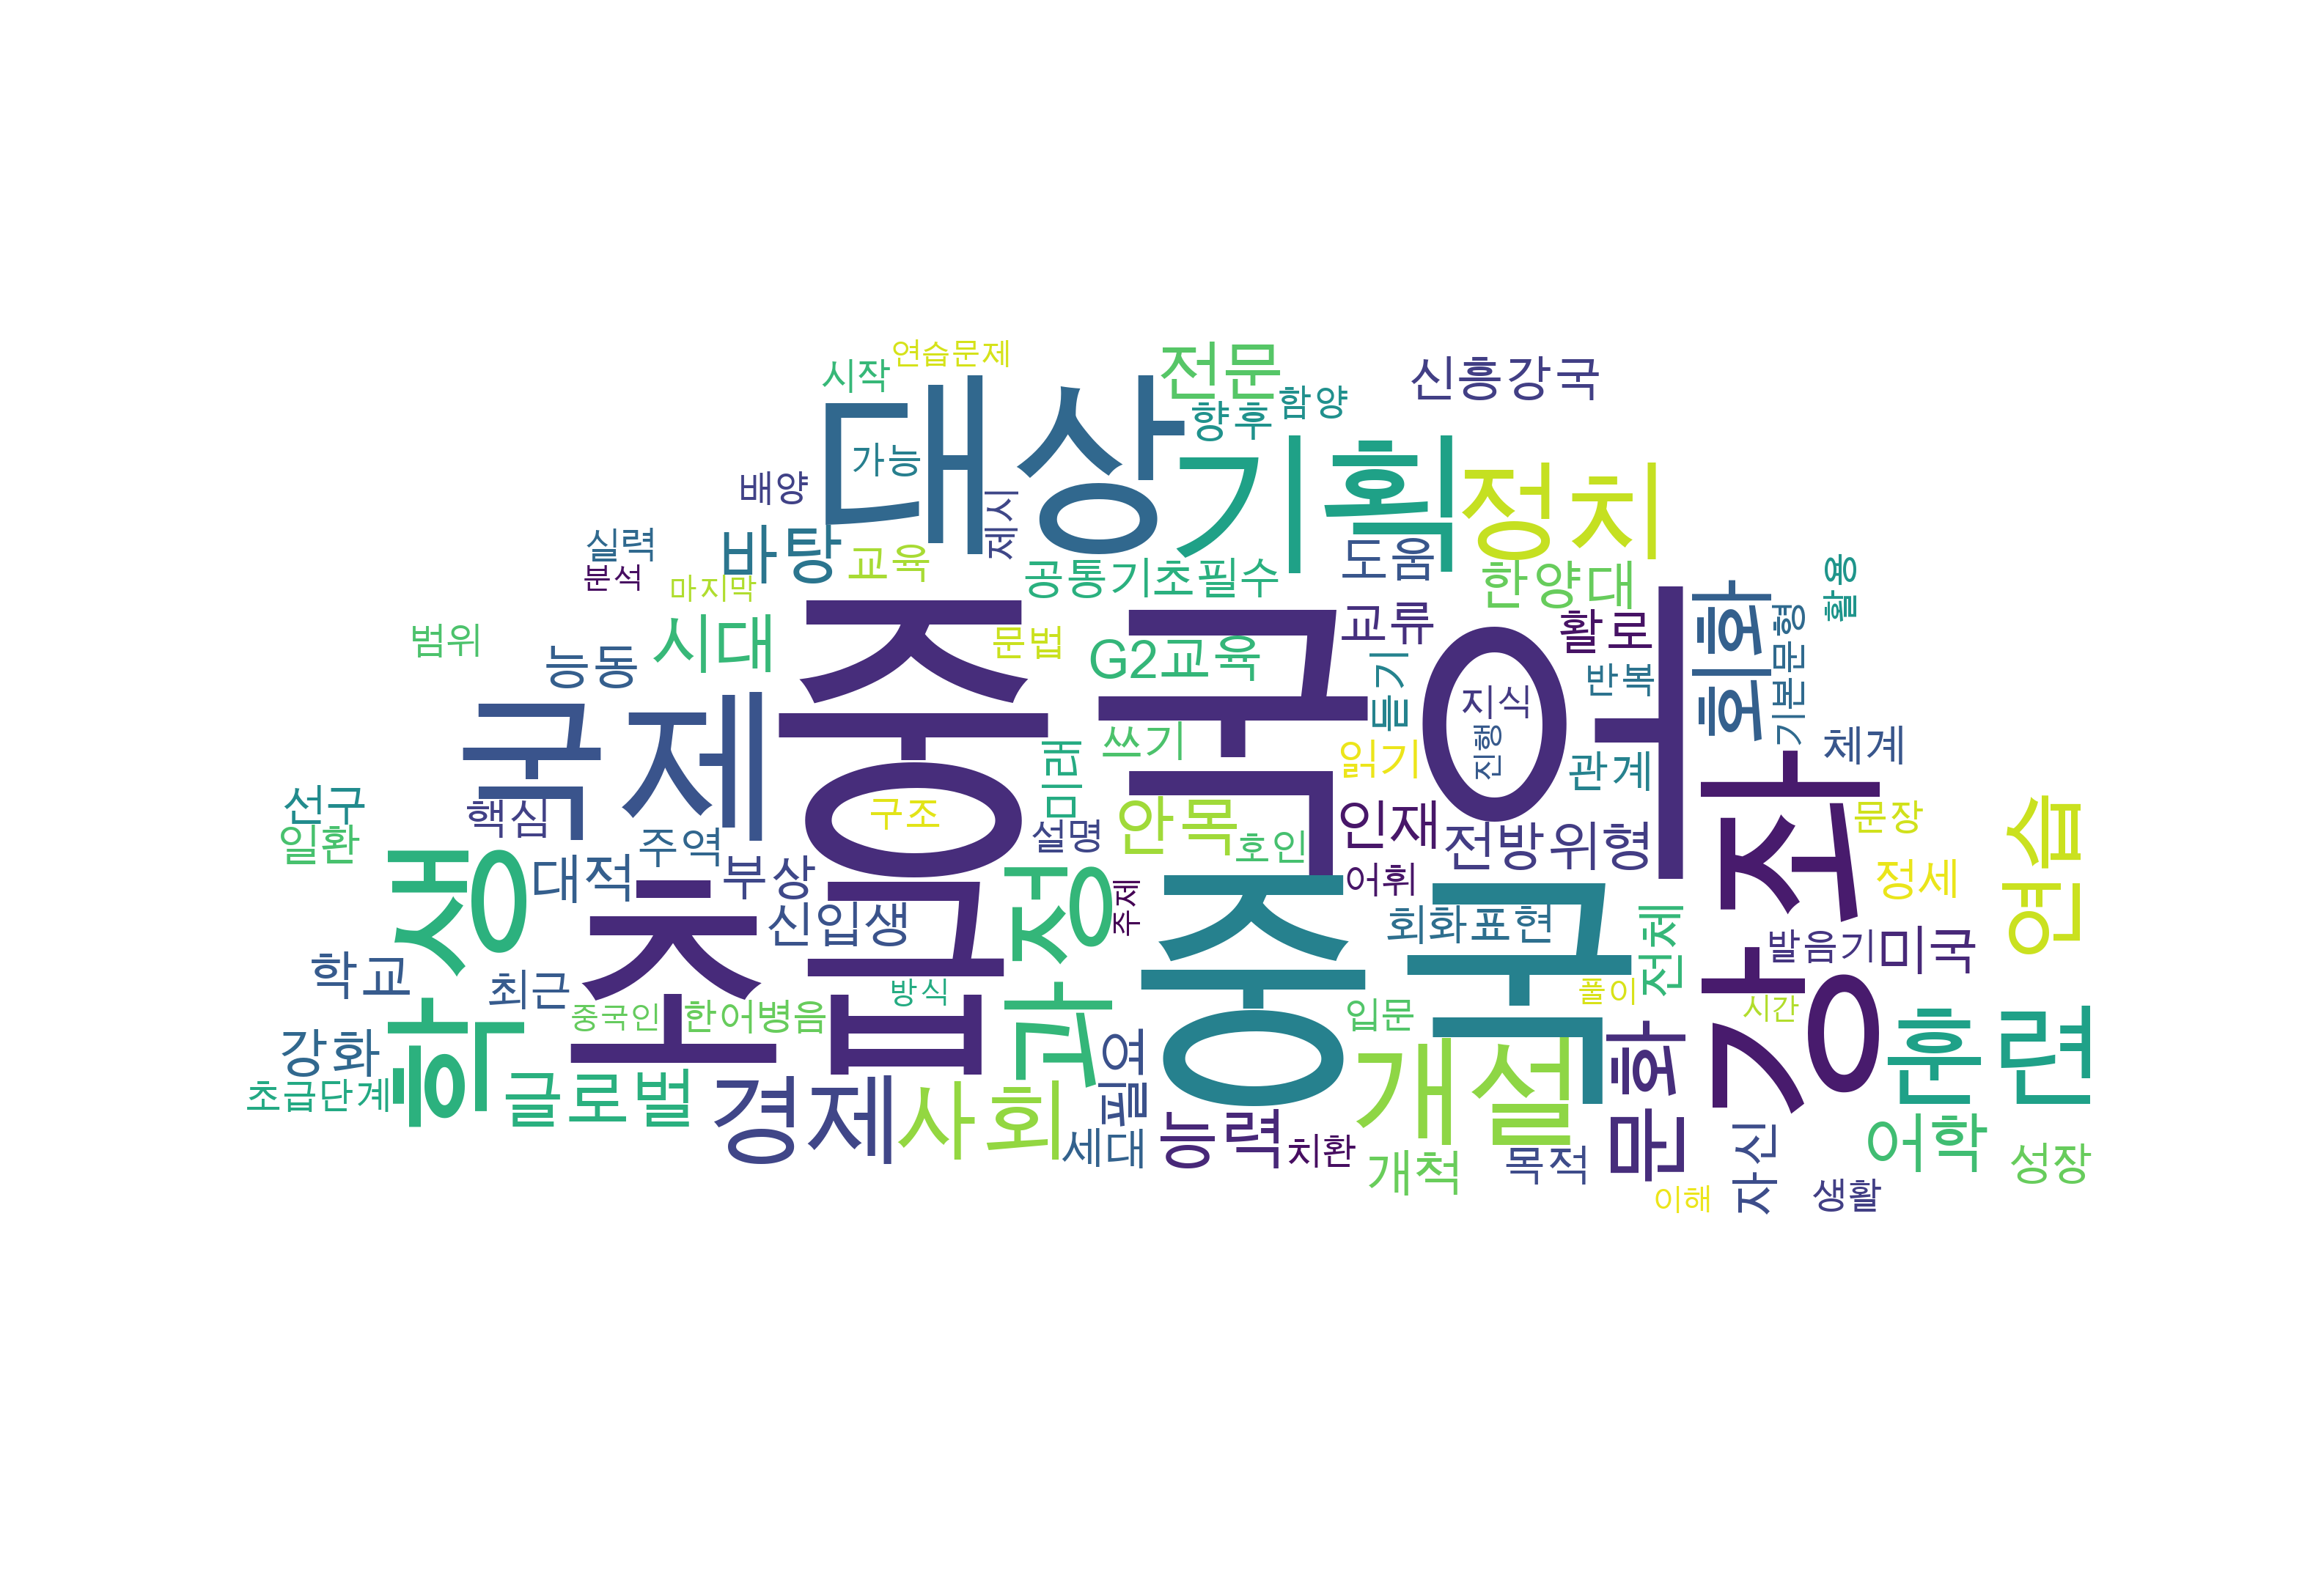 연습문제
시작
전문
신흥강국
대상
함양
향후
기획
가능
정치
배양
제시
실력
바탕
교육
도움
분석
마지막
공통기초필수
한양대
활용
중국어
회화
교류
활로
기본문형
범위
능동
시대
문법
G2교육
듣기
반복
국제
지식
쓰기
진행
미래
읽기
관계
체계
선구
핵심
구조
안목
인재
문장
연습
일환
주역
설명
호인
전방위형
강좌
학생
대적
부상
초급
과정
주제
중국
어휘
정세
신입생
회화표현
전체
발음기
미국
학교
최근
방식
풀이
시간
중국인
한어병음
입문
훈련
강화
필요
개설
문화
초급단계
글로벌
경제
사회
세대
능력
치환
개척
목적
자신
어학
성장
이해
생활